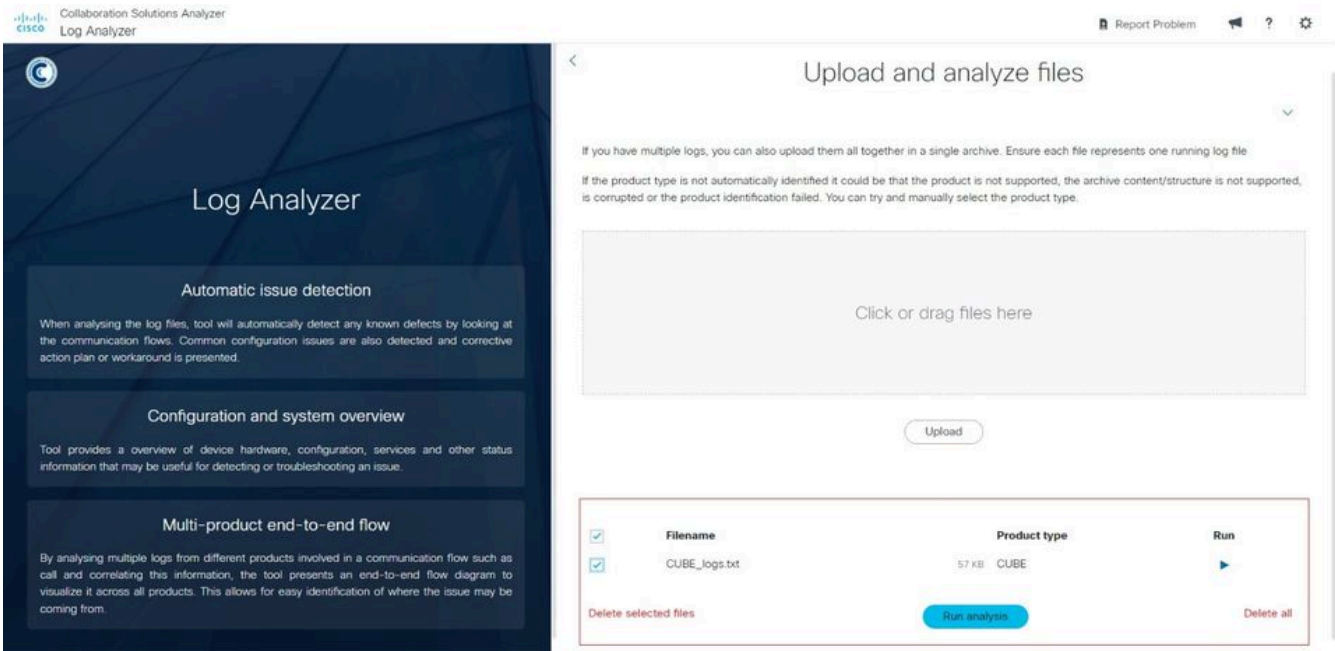 Collaboration Solutions Analyzer
CISCO
Log Analyzer
Report Problem
?
Upload and analyze files
If you have multiple logs, you can also upload them all together in a single archive. Ensure each file represents one running log file
If the product type is not automatically identified it could be that the product is not supported, the archive content/structure is not supported,
is corrupted or the product identification failed. You can try and manually select the product type.
Log Analyzer
Automatic issue detection
When analysing the log files, tool will automatically detect any known defects by looking at
the communication flows. Common configuration issues are also detected and corrective
action plan or workaround is presented.
Configuration and system overview
Tool provides a overview of device hardware, configuration, services and other status
information that may be useful for detecting or troubleshooting an issue.
Multi-product end-to-end flow
By analysing multiple logs from different products involved in a communication flow such as
call and correlating this information, the tool presents an end-to-end flow diagram to
visualize it across all products. This allows for easy identification of where the issue may be
coming from.
Click or drag files here
Upload
Filename Product type Run
CUBE_logs.txt 57 KB CUBE
Delete selected files Run analysis Delete all